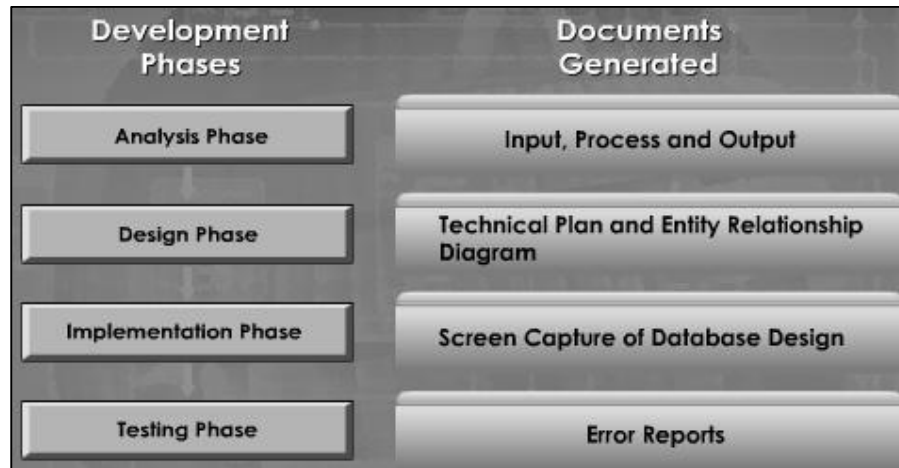 Development
Phases
Documents
Generated
Analysis Phase
Input, Process and Output
Design Phase
Technical Plan and Entity Relationship
Diagram
Implementation Phase
Screen Capture of Database Design
Testing Phase
Error Reports